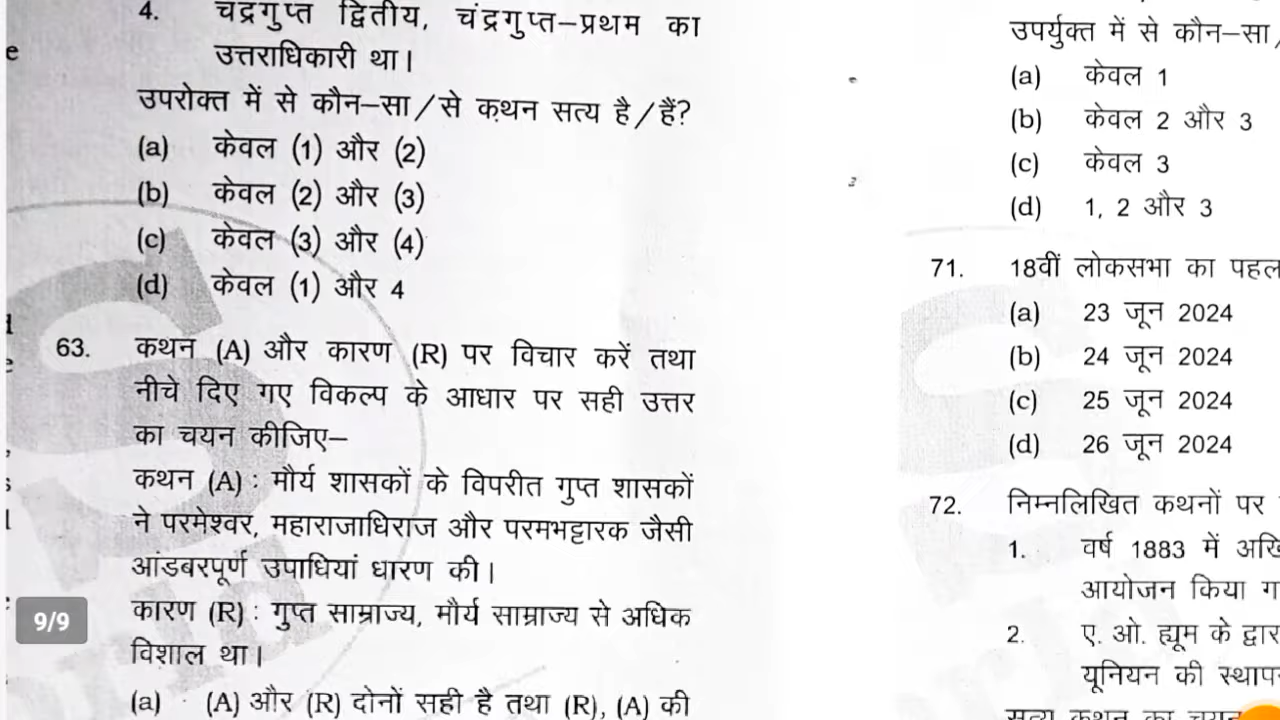 4. चद्रगुप्त द्वितीय, चंद्रगुप्त–प्रथम का
उत्तराधिकारी था।
उपरोक्त में से कौन–सा/से कथन सत्य है/हैं?
(a) केवल (1) और (2)
(b) केवल (2) और (3)
(c) केवल (3) और (4)
(d) केवल (1) और 4
63. कथन (A) और कारण (R) पर विचार करें तथा
नीचे दिए गए विकल्प के आधार पर सही उत्तर
का चयन कीजिए–
कथन (A) : मौर्य शासकों के विपरीत गुप्त शासकों
ने परमेश्वर, महाराजाधिराज और परमभट्टारक जैसी
आंडबरपूर्ण उपाधियां धारण की।
कारण (R) : गुप्त साम्राज्य, मौर्य साम्राज्य से अधिक
विशाल था।
(a) (A) और (R) दोनों सही है तथा (R), (A) की
9/9
उपर्युक्त में से कौन–सा/
(a) केवल 1
(b) केवल 2 और 3
(c) केवल 3
(d) 1, 2 और 3
71. 18वीं लोकसभा का पहल
(a) 23 जून 2024
(b) 24 जून 2024
(c) 25 जून 2024
(d) 26 जून 2024
72. निम्नलिखित कथनों पर
1. वर्ष 1883 में अखि
आयोजन किया ग
2. ए. ओ. ह्यूम के द्वार
यूनियन की स्थाप
सत्य कथन का चयन